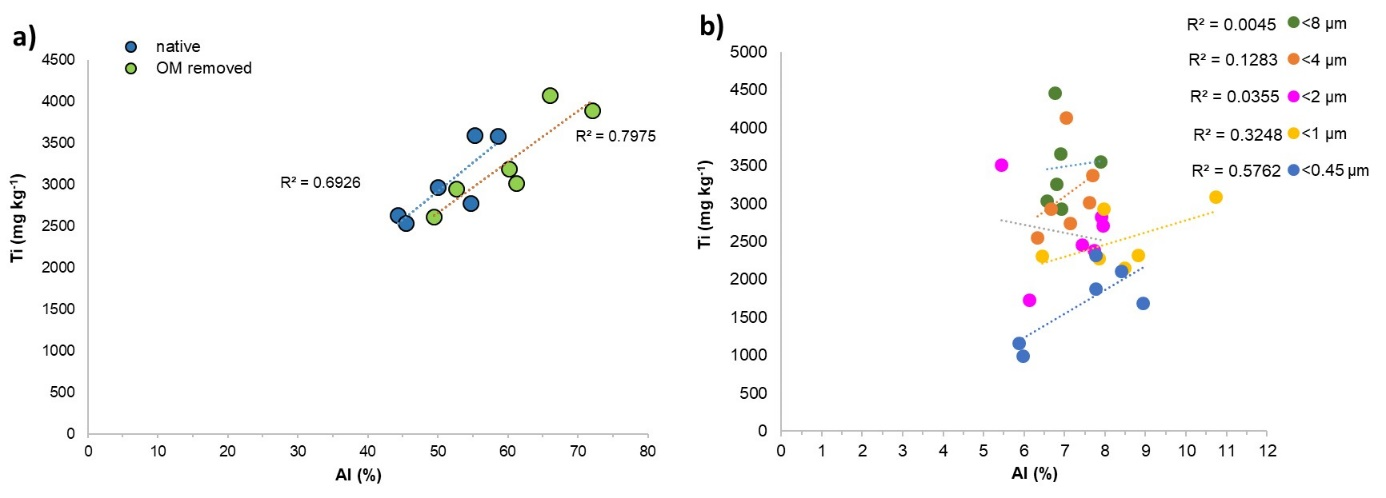 a)
native
OM removed
4500
4000
3500
3000
2500
2000
1500
1000
500
0
Ti (mg kg⁻¹)
R² = 0.6926
R² = 0.7975
0 10 20 30 40 50 60 70 80
Al (%)
b)
R² = 0.0045 <8 µm
R² = 0.1283 <4 µm
R² = 0.0355 <2 µm
R² = 0.3248 <1 µm
R² = 0.5762 <0.45 µm
5000
4500
4000
3500
3000
2500
2000
1500
1000
500
0
Ti (mg kg⁻¹)
0 1 2 3 4 5 6 7 8 9 10 11 12
Al (%)